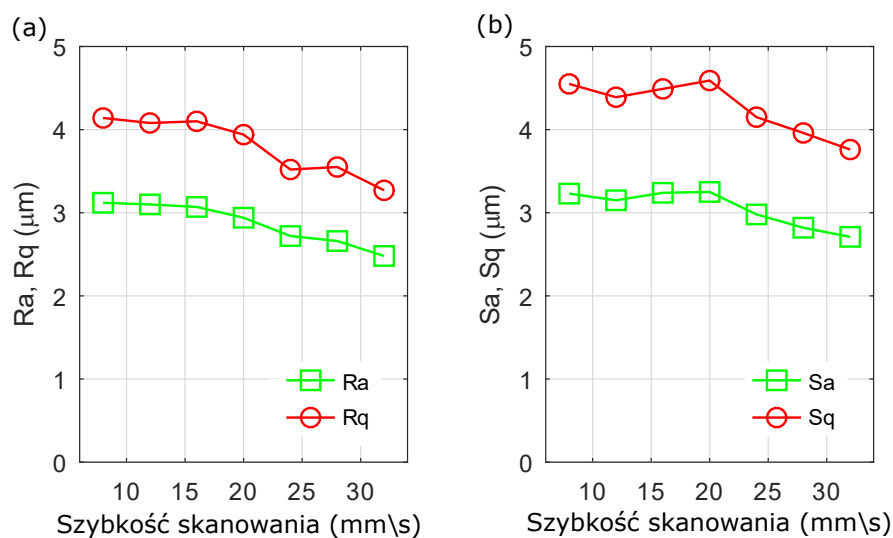 (a)
5
4
3
2
1
0
Ra, Rq (μm)
Ra
Rq
10 15 20 25 30
Szybkość skanowania (mm\s)
(b)
5
4
3
2
1
0
Sa, Sq (μm)
Sa
Sq
10 15 20 25 30
Szybkość skanowania (mm\s)